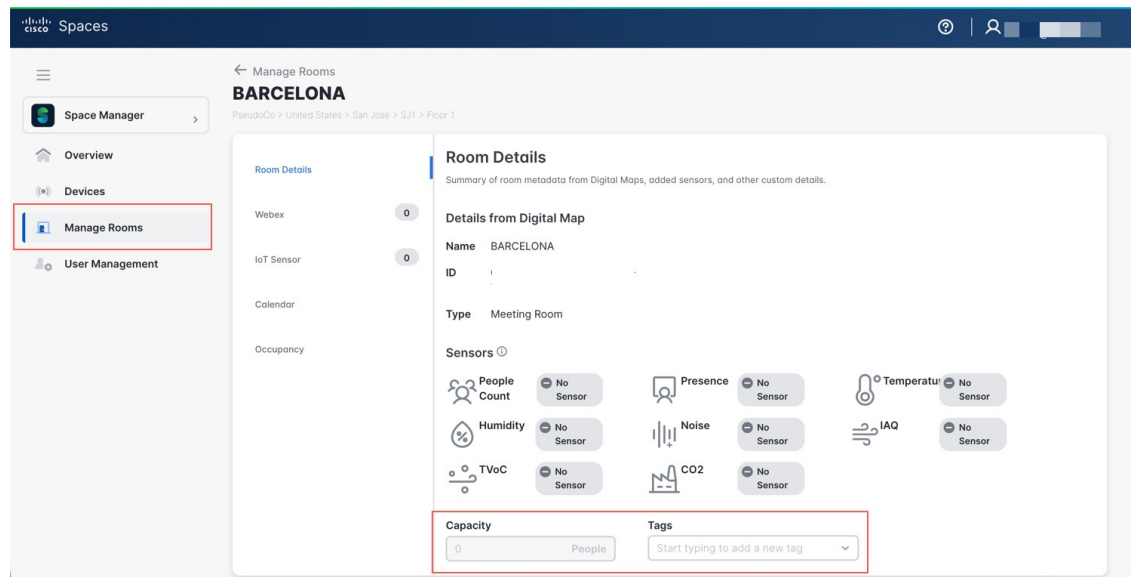 cisco Spaces
← Manage Rooms
BARCELONA
PseudoCo > United States > San Jose > SJ1 > Floor 1
Space Manager
Overview
Devices
Manage Rooms
User Management
Room Details
Webex 0
IoT Sensor 0
Calendar
Occupancy
Room Details
Summary of room metadata from Digital Maps, added sensors, and other custom details.
Details from Digital Map
Name BARCELONA
ID
Type Meeting Room
Sensors
People Count No Sensor
Presence No Sensor
Temperatu No Sensor
Humidity No Sensor
Noise No Sensor
IAQ No Sensor
TVoC No Sensor
CO2 No Sensor
Capacity
0 People
Tags
Start typing to add a new tag